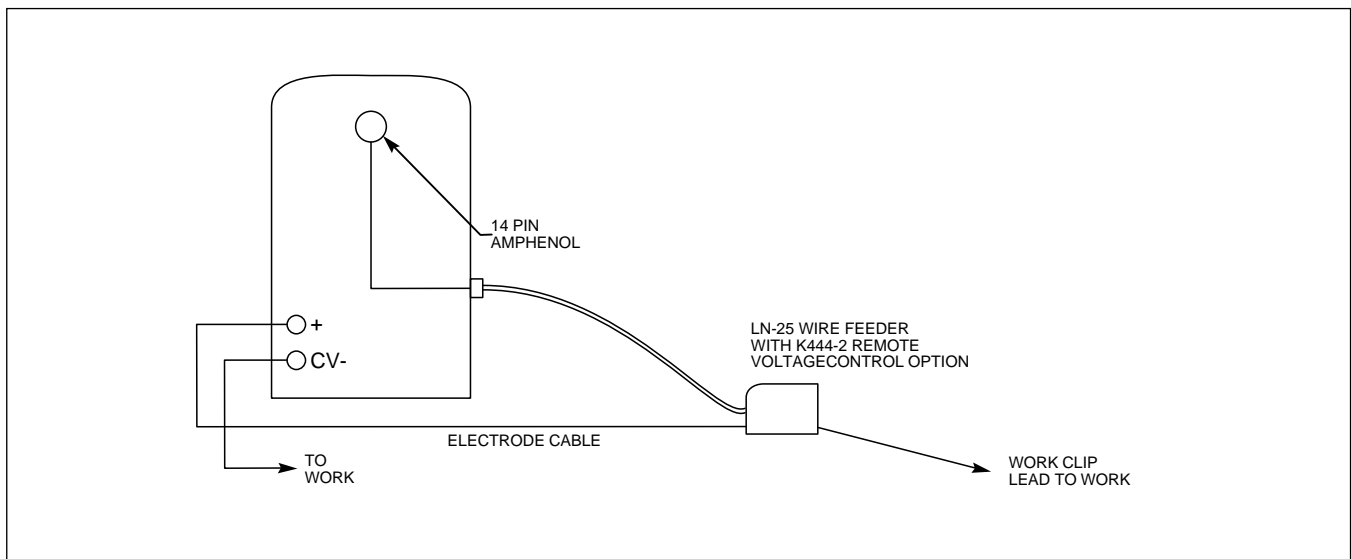 14 PIN
AMPHENOL
+
CV-
LN-25 WIRE FEEDER
WITH K444-2 REMOTE
VOLTAGECONTROL OPTION
ELECTRODE CABLE
TO
WORK
WORK CLIP
LEAD TO WORK